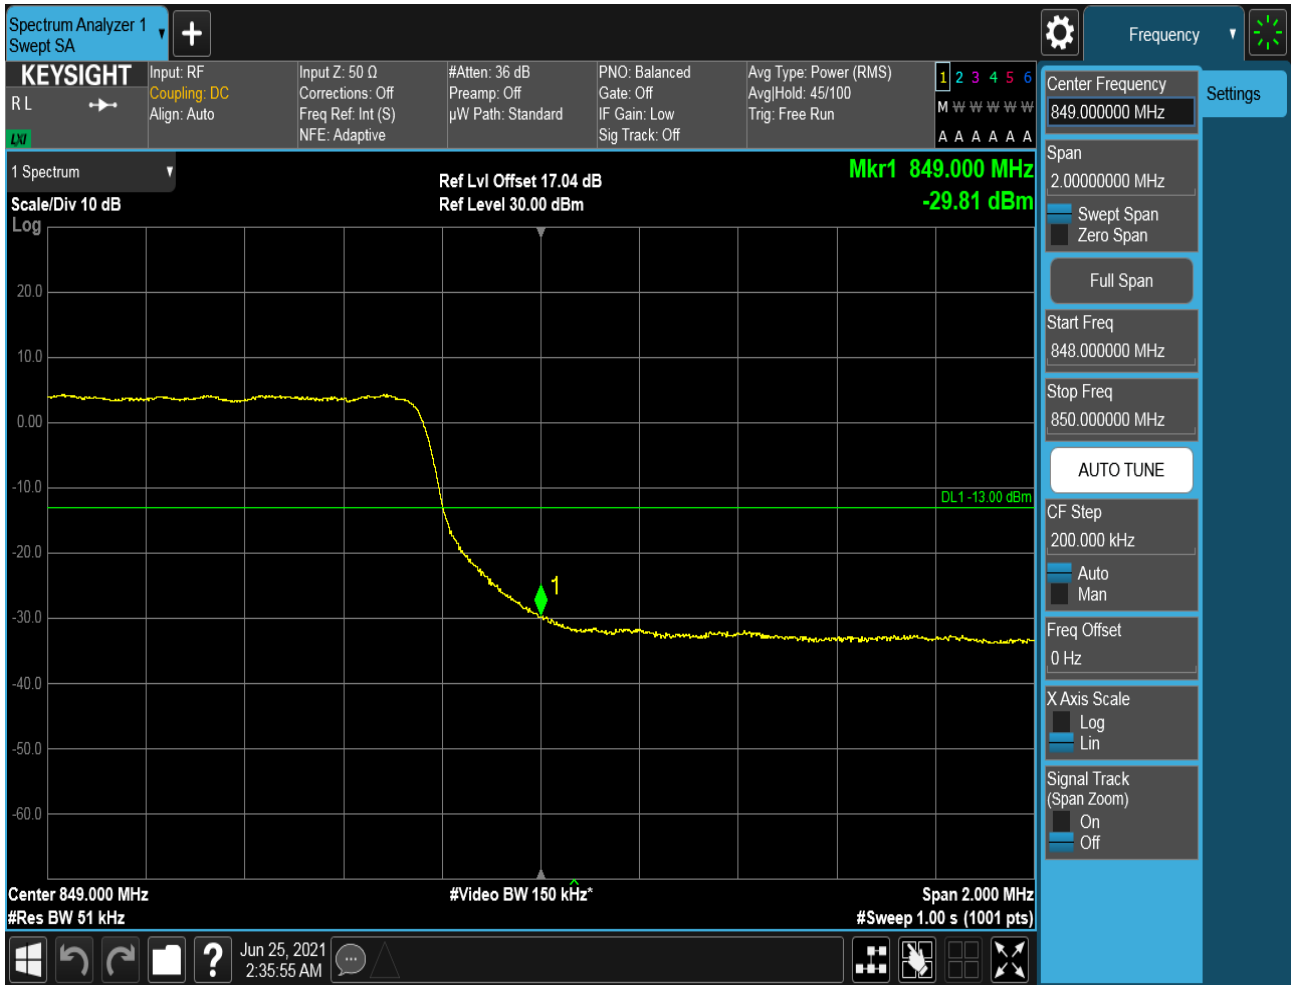 Spectrum Analyzer 1
Swept SA
Frequency
KEYSIGHT
R L
LXI
Input: RF
Coupling: DC
Align: Auto
Input Z: 50 Ω
Corrections: Off
Freq Ref: Int (S)
NFE: Adaptive
#Atten: 36 dB
Preamp: Off
µW Path: Standard
PNO: Balanced
Gate: Off
IF Gain: Low
Sig Track: Off
Avg Type: Power (RMS)
Avg|Hold: 45/100
Trig: Free Run
1 2 3 4 5 6
M W W W W W
A A A A A A
1 Spectrum
Scale/Div 10 dB
Log
Ref Lvl Offset 17.04 dB
Ref Level 30.00 dBm
Mkr1 849.000 MHz
-29.81 dBm
20.0
10.0
0.00
-10.0
-20.0
-30.0
-40.0
-50.0
-60.0
DL1 -13.00 dBm
1
Center 849.000 MHz
#Res BW 51 kHz
#Video BW 150 kHz*
Span 2.000 MHz
#Sweep 1.00 s (1001 pts)
?
Jun 25, 2021
2:35:55 AM
Center Frequency
849.000000 MHz
Settings
Span
2.00000000 MHz
Swept Span
Zero Span
Full Span
Start Freq
848.000000 MHz
Stop Freq
850.000000 MHz
AUTO TUNE
CF Step
200.000 kHz
Auto
Man
Freq Offset
0 Hz
X Axis Scale
Log
Lin
Signal Track
(Span Zoom)
On
Off